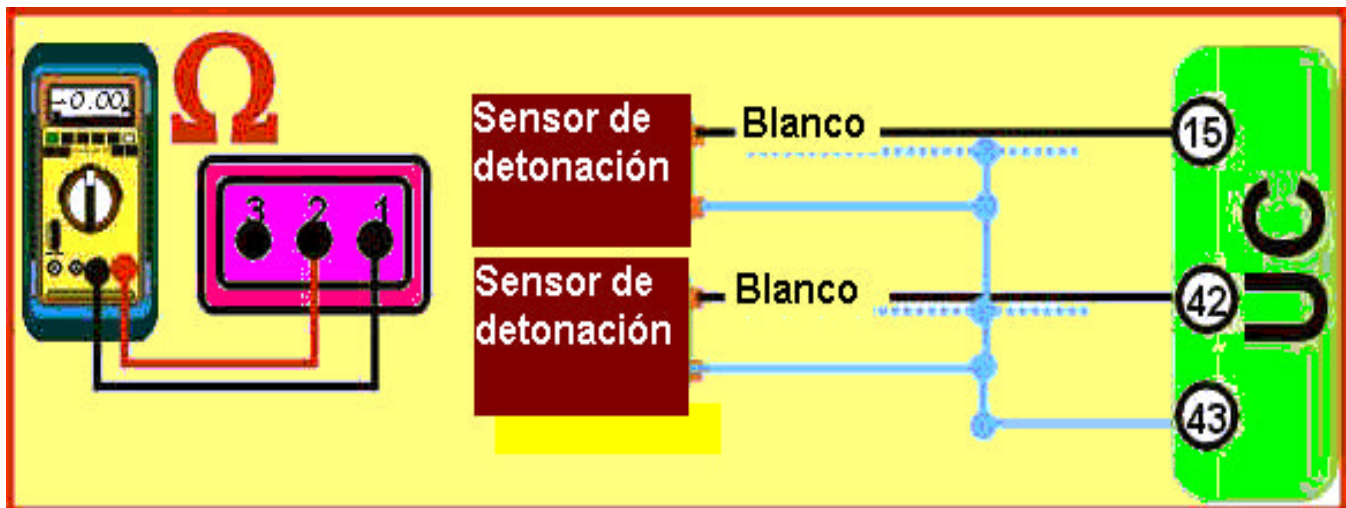 -0.00
Ω
3 2 1
Sensor de
detonación
Blanco
15
Sensor de
detonación
Blanco
42
43
UC